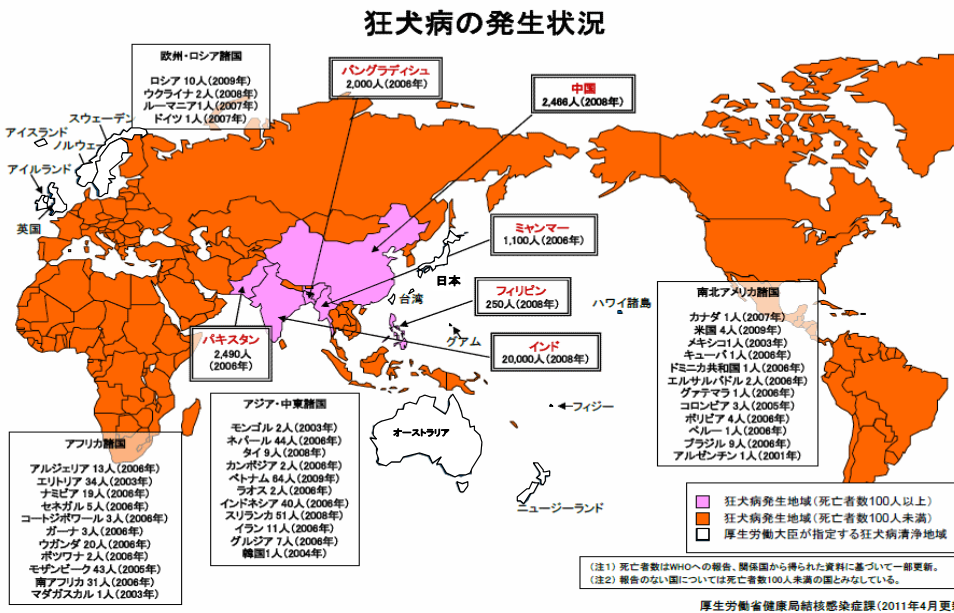 狂犬病の発生状況
欧州・ロシア諸国
ロシア 10人(2009年)
ウクライナ 2人(2008年)
ルーマニア1人(2007年)
ドイツ 1人(2007年)
バングラディシュ
2,000人(2006年)
中国
2,466人(2008年)
スウェーデン
アイスランド
ノルウェー
アイルランド
英国
ミャンマー
1,100人(2006年)
日本
台湾
フィリピン
250人(2008年)
ハワイ諸島
グアム
パキスタン
2,490人
(2006年)
インド
20,000人(2008年)
南北アメリカ諸国
カナダ 1人(2007年)
米国 4人(2009年)
メキシコ1人(2003年)
キューバ 1人(2006年)
ドミニカ共和国 1人(2006年)
エルサルバドル 2人(2006年)
グァテマラ 1人(2006年)
コロンビア 3人(2005年)
ボリビア 4人(2006年)
ペルー 1人(2006年)
ブラジル 9人(2006年)
アルゼンチン 1人(2001年)
フィジー
オーストラリア
ニュージーランド
アジア・中東諸国
モンゴル 2人(2003年)
ネパール 44人(2006年)
タイ 9人(2008年)
カンボジア 2人(2006年)
ベトナム 64人(2009年)
ラオス 2人(2006年)
インドネシア 40人(2006年)
スリランカ 51人(2008年)
イラン 11人(2006年)
グルジア 7人(2006年)
韓国1人(2004年)
アフリカ諸国
アルジェリア 13人(2006年)
エリトリア 34人(2003年)
ナミビア 19人(2006年)
セネガル 5人(2006年)
コートジボワール 3人(2006年)
ガーナ 3人(2006年)
ウガンダ 20人(2006年)
ボツワナ 2人(2006年)
モザンビーク 43人(2005年)
南アフリカ 31人(2006年)
マダガスカル 1人(2003年)
狂犬病発生地域(死亡者数100人以上)
狂犬病発生地域(死亡者数100人未満)
厚生労働大臣が指定する狂犬病清浄地域
(注1) 死亡者数はWHOへの報告、関係国から得られた資料に基づいて一部更新。
(注2) 報告のない国については死亡者数100人未満の国とみなしている。
厚生労働省健康局結核感染症課(2011年4月更